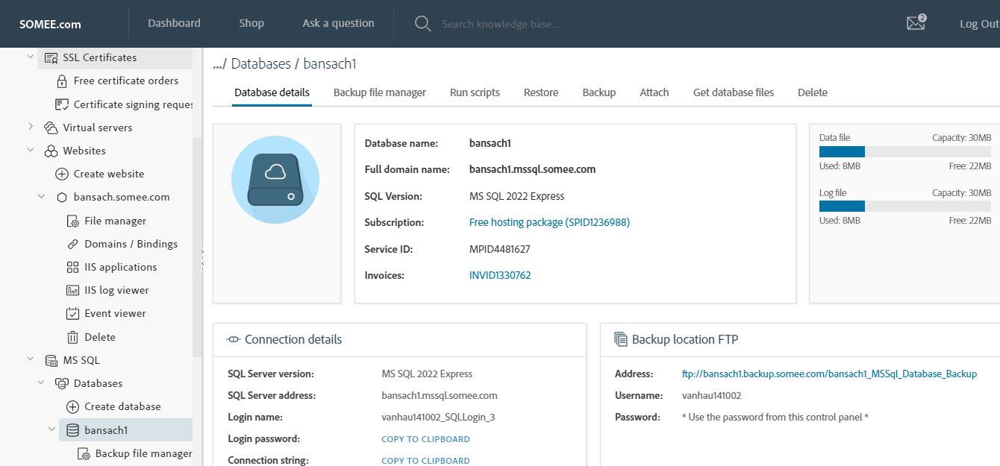 SOMEE.com
Dashboard
Shop
Ask a question
Search knowledge base...
2
Log Out
SSL Certificates
Free certificate orders
Certificate signing reques
Virtual servers
Websites
Create website
bansach.somee.com
File manager
Domains / Bindings
IIS applications
IIS log viewer
Event viewer
Delete
MS SQL
Databases
Create database
bansach1
Backup file manager
.../ Databases / bansach1
Database details
Backup file manager
Run scripts
Restore
Backup
Attach
Get database files
Delete
Database name: bansach1
Full domain name: bansach1.mssql.somee.com
SQL Version: MS SQL 2022 Express
Subscription: Free hosting package (SPID1236988)
Service ID: MPID4481627
Invoices: INVID1330762
Data file Capacity: 30MB
Used: 8MB Free: 22MB
Log file Capacity: 30MB
Used: 8MB Free: 22MB
Connection details
SQL Server version: MS SQL 2022 Express
SQL Server address: bansach1.mssql.somee.com
Login name: vanhau141002_SQLLogin_3
Login password: COPY TO CLIPBOARD
Connection string: COPY TO CLIPBOARD
Backup location FTP
Address: ftp://bansach1.backup.somee.com/bansach1_MSSql_Database_Backup
Username: vanhau141002
Password: * Use the password from this control panel *